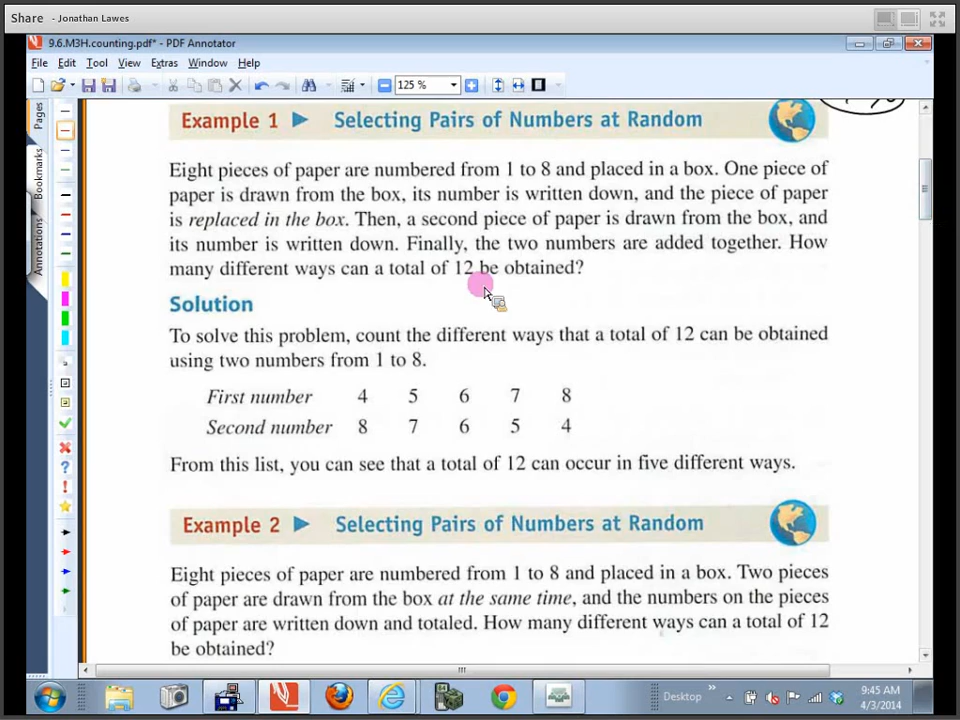 Share - Jonathan Lawes
9.6.M3H.counting.pdf* - PDF Annotator
File Edit Tool View Extras Window Help
125 %
Pages
Bookmarks
Annotations
Example 1 Selecting Pairs of Numbers at Random
Eight pieces of paper are numbered from 1 to 8 and placed in a box. One piece of
paper is drawn from the box, its number is written down, and the piece of paper
is replaced in the box. Then, a second piece of paper is drawn from the box, and
its number is written down. Finally, the two numbers are added together. How
many different ways can a total of 12 be obtained?
Solution
To solve this problem, count the different ways that a total of 12 can be obtained
using two numbers from 1 to 8.
First number 4 5 6 7 8
Second number 8 7 6 5 4
From this list, you can see that a total of 12 can occur in five different ways.
Example 2 Selecting Pairs of Numbers at Random
Eight pieces of paper are numbered from 1 to 8 and placed in a box. Two pieces
of paper are drawn from the box at the same time, and the numbers on the pieces
of paper are written down and totaled. How many different ways can a total of 12
be obtained?
Desktop
9:45 AM
4/3/2014